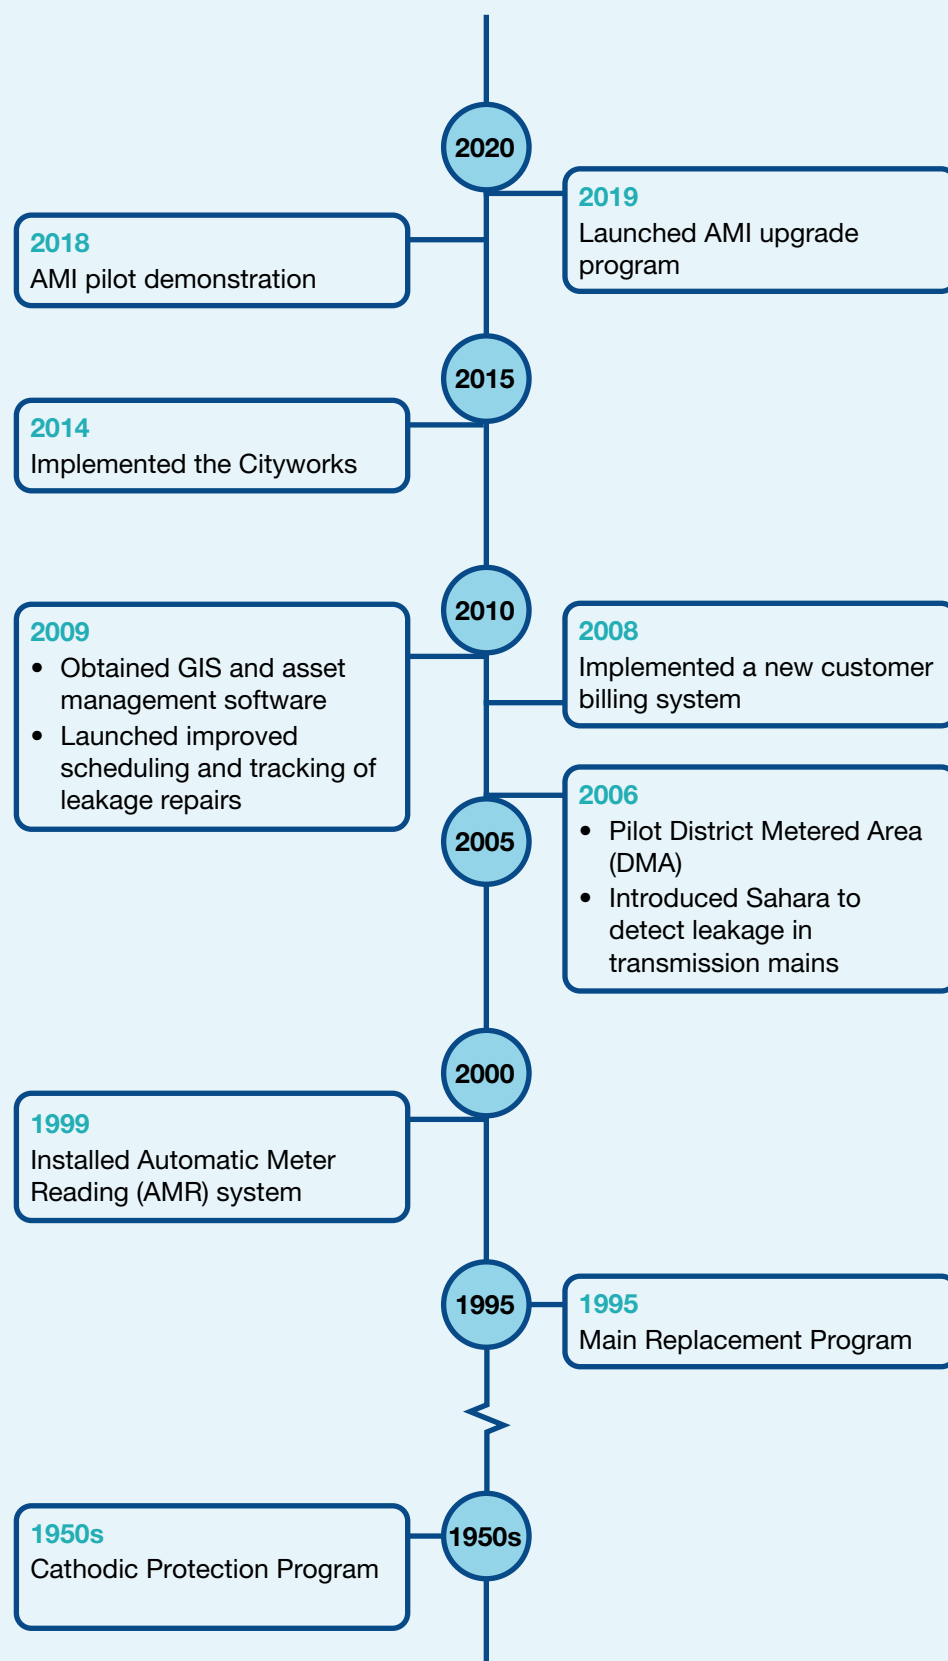 2020
2019
Launched AMI upgrade
program
2018
AMI pilot demonstration
2015
2014
Implemented the Cityworks
2010
2009
• Obtained GIS and asset
management software
• Launched improved
scheduling and tracking of
leakage repairs
2008
Implemented a new customer
billing system
2006
• Pilot District Metered Area
(DMA)
• Introduced Sahara to
detect leakage in
transmission mains
2005
2000
1999
Installed Automatic Meter
Reading (AMR) system
1995
1995
Main Replacement Program
1950s
Cathodic Protection Program
1950s